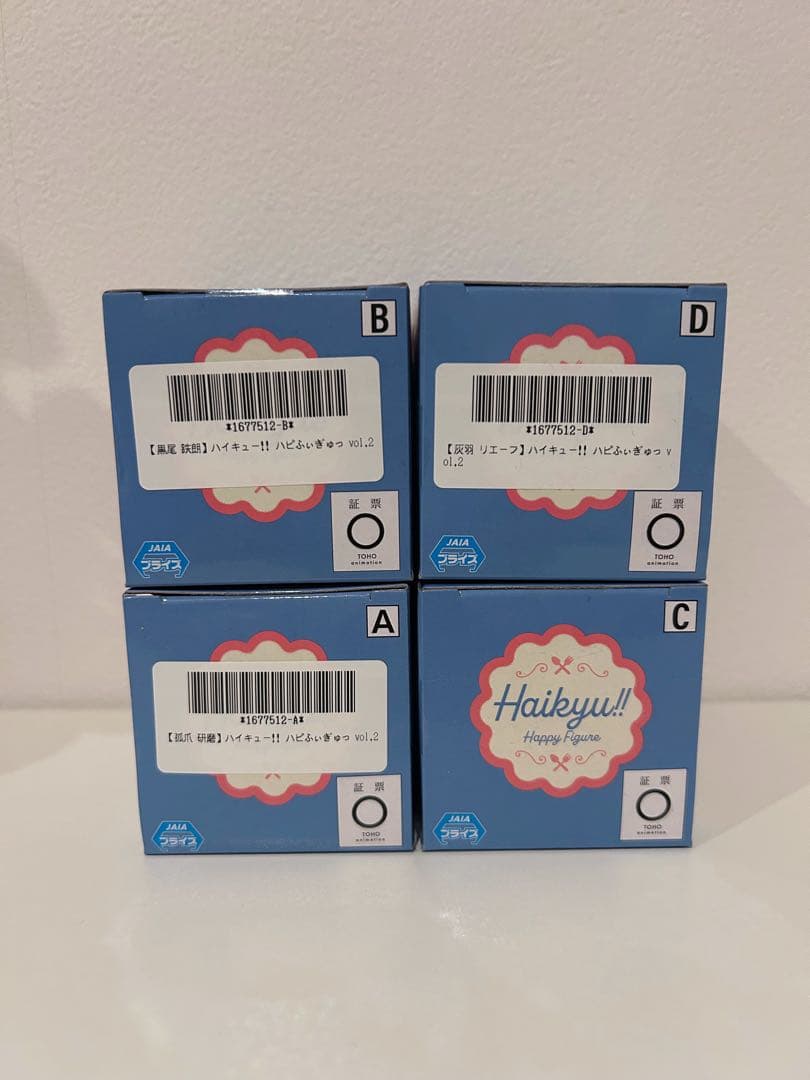 B
*1677512-B*
【黒尾 鉄朗】ハイキュー!! ハピふぃぎゅっ vol.2
証 票
TOHO
animation
JAIA
プライズ
D
*1677512-D*
【灰羽 リエーフ】ハイキュー!! ハピふぃぎゅっ v
ol.2
証 票
TOHO
animation
JAIA
プライズ
A
*1677512-A*
【孤爪 研磨】ハイキュー!! ハピふぃぎゅっ vol.2
証 票
TOHO
animation
JAIA
プライズ
C
Haikyu!!
Happy Figure
証 票
TOHO
animation
JAIA
プライズ